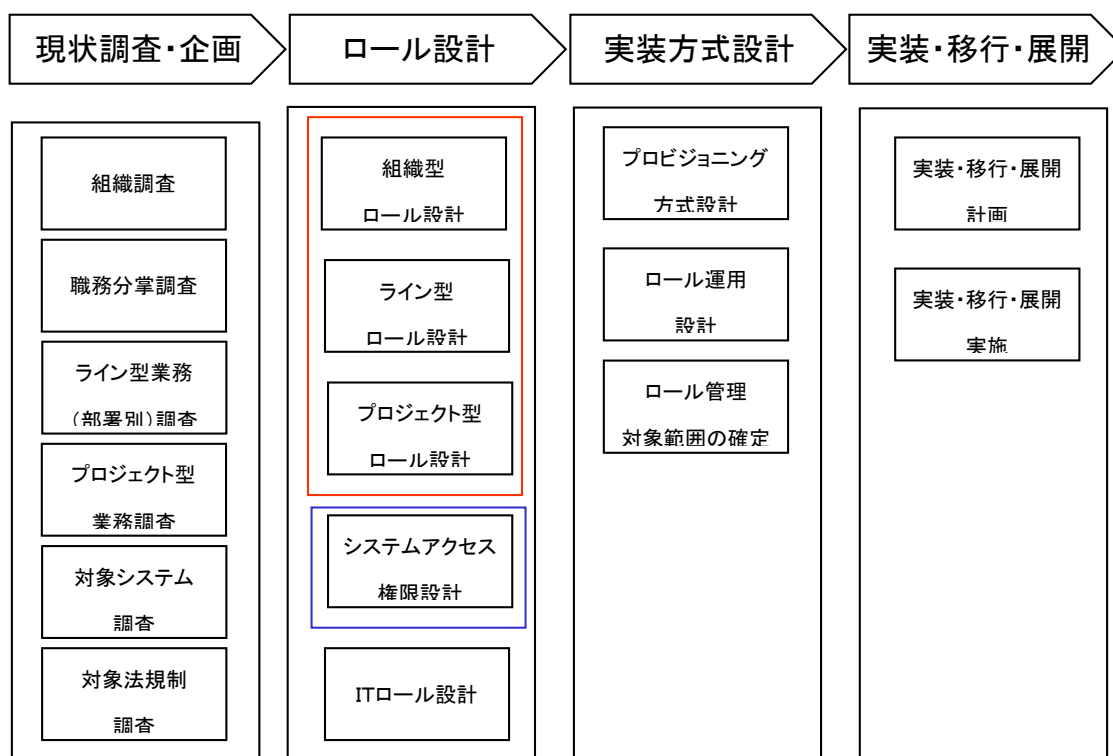 現状調査・企画
ロール設計
実装方式設計
実装・移行・展開
組織調査
職務分掌調査
ライン型業務
(部署別)調査
プロジェクト型
業務調査
対象システム
調査
対象法規制
調査
組織型
ロール設計
ライン型
ロール設計
プロジェクト型
ロール設計
システムアクセス
権限設計
ITロール設計
プロビジョニング
方式設計
ロール運用
設計
ロール管理
対象範囲の確定
実装・移行・展開
計画
実装・移行・展開
実施